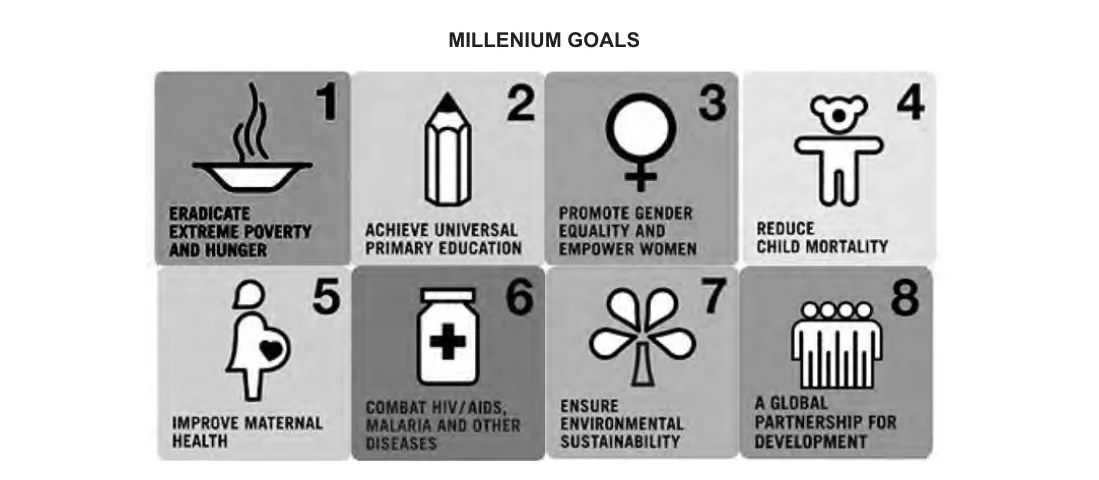 MILLENIUM GOALS
1
ERADICATE
EXTREME POVERTY
AND HUNGER
2
ACHIEVE UNIVERSAL
PRIMARY EDUCATION
3
PROMOTE GENDER
EQUALITY AND
EMPOWER WOMEN
4
REDUCE
CHILD MORTALITY
5
IMPROVE MATERNAL
HEALTH
6
COMBAT HIV/AIDS,
MALARIA AND OTHER
DISEASES
7
ENSURE
ENVIRONMENTAL
SUSTAINABILITY
8
A GLOBAL
PARTNERSHIP FOR
DEVELOPMENT